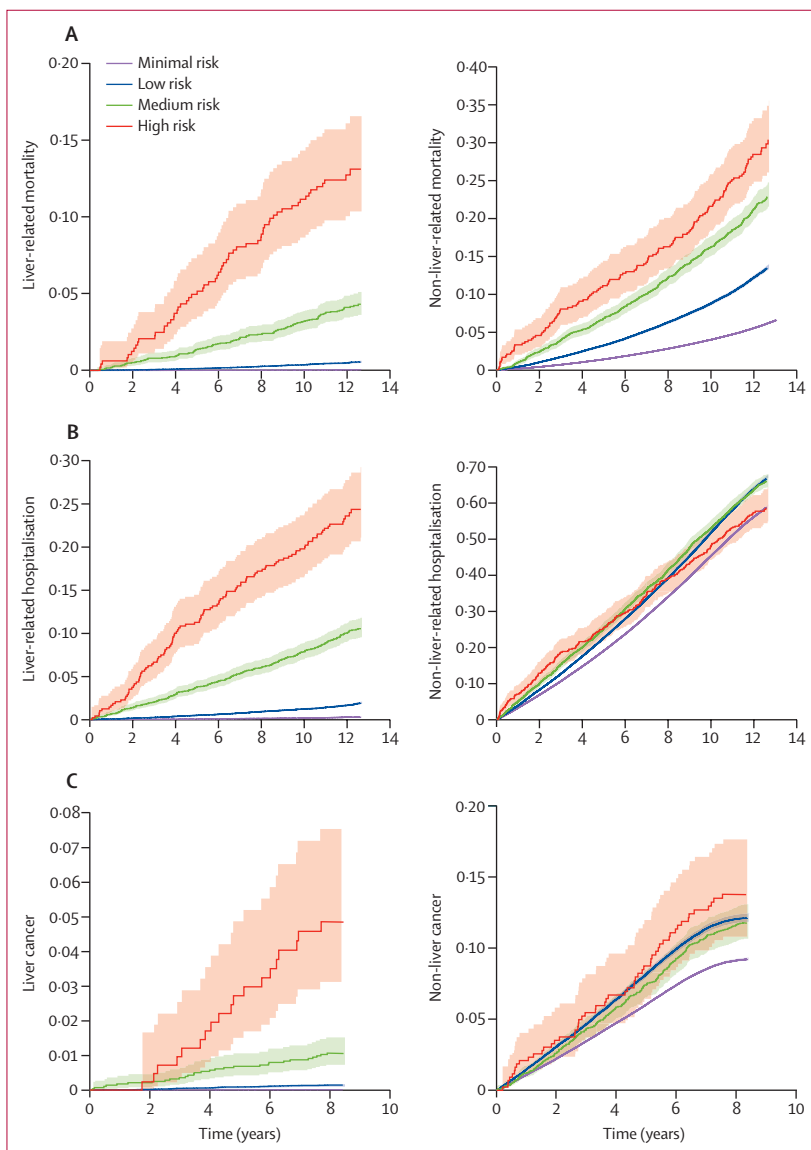 A
Minimal risk
Low risk
Medium risk
High risk
Liver-related mortality
0·20
0·15
0·10
0·05
0
0 2 4 6 8 10 12 14
Non-liver-related mortality
0·40
0·35
0·30
0·25
0·20
0·15
0·10
0·05
0
0 2 4 6 8 10 12 14
B
Liver-related hospitalisation
0·30
0·25
0·20
0·15
0·10
0·05
0
0 2 4 6 8 10 12 14
Non-liver-related hospitalisation
0·70
0·60
0·50
0·40
0·30
0·20
0·10
0
0 2 4 6 8 10 12 14
C
Liver cancer
0·08
0·07
0·06
0·05
0·04
0·03
0·02
0·01
0
0 2 4 6 8 10
Time (years)
Non-liver cancer
0·20
0·15
0·10
0·05
0
0 2 4 6 8 10
Time (years)